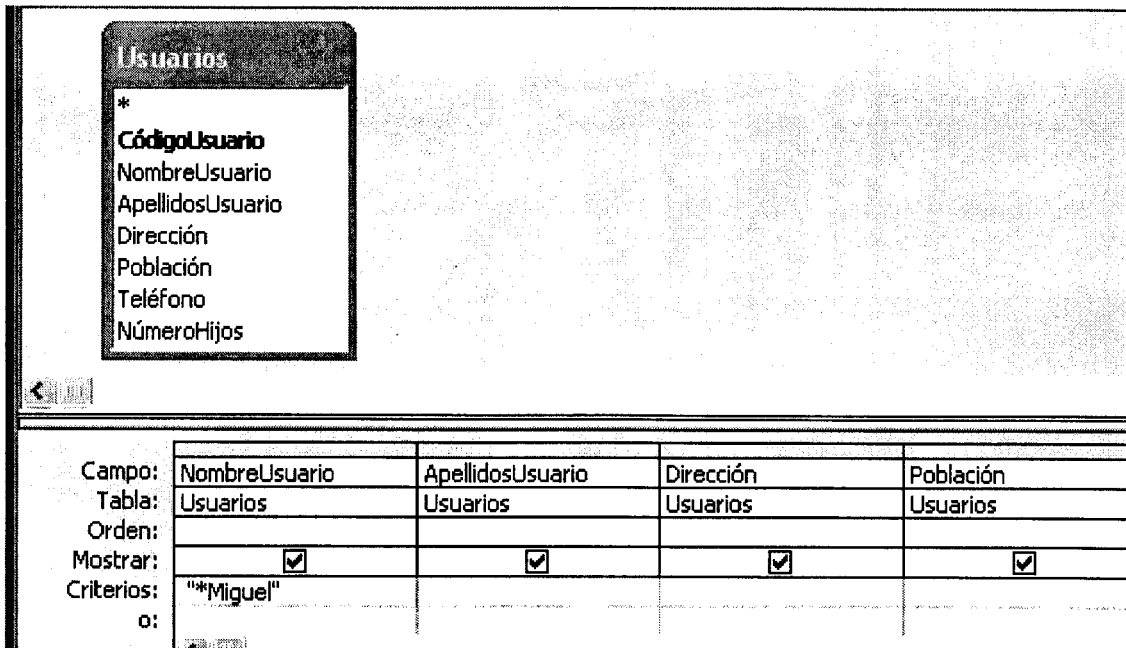 Usuarios
*
CódigoUsuario
NombreUsuario
ApellidosUsuario
Dirección
Población
Teléfono
NúmeroHijos
Campo: NombreUsuario ApellidosUsuario Dirección Población
Tabla: Usuarios Usuarios Usuarios Usuarios
Orden:
Mostrar:
Criterios: "*Miguel"
o: